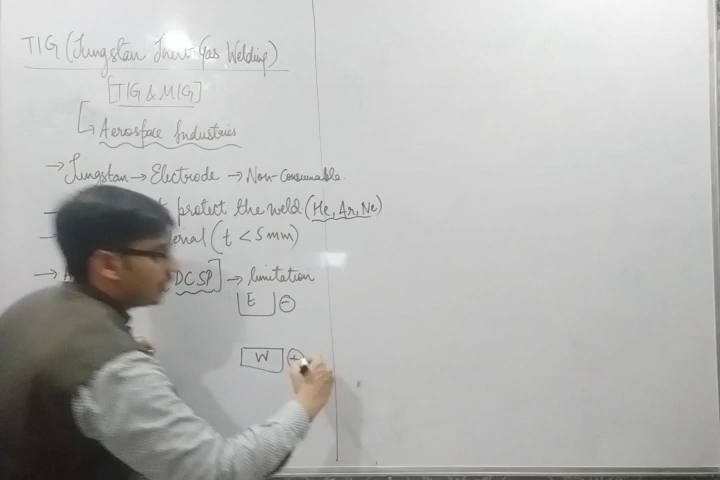 TIG (Tungstan Inert Gas Welding)
[TIG & MIG]
Aerospace Industries
→ Tungstan → Electrode → Non-Consumable.
to protect the weld. (He, Ar, Ne)
(t < 5mm)
→ DCSP] → limitation
E -
W +